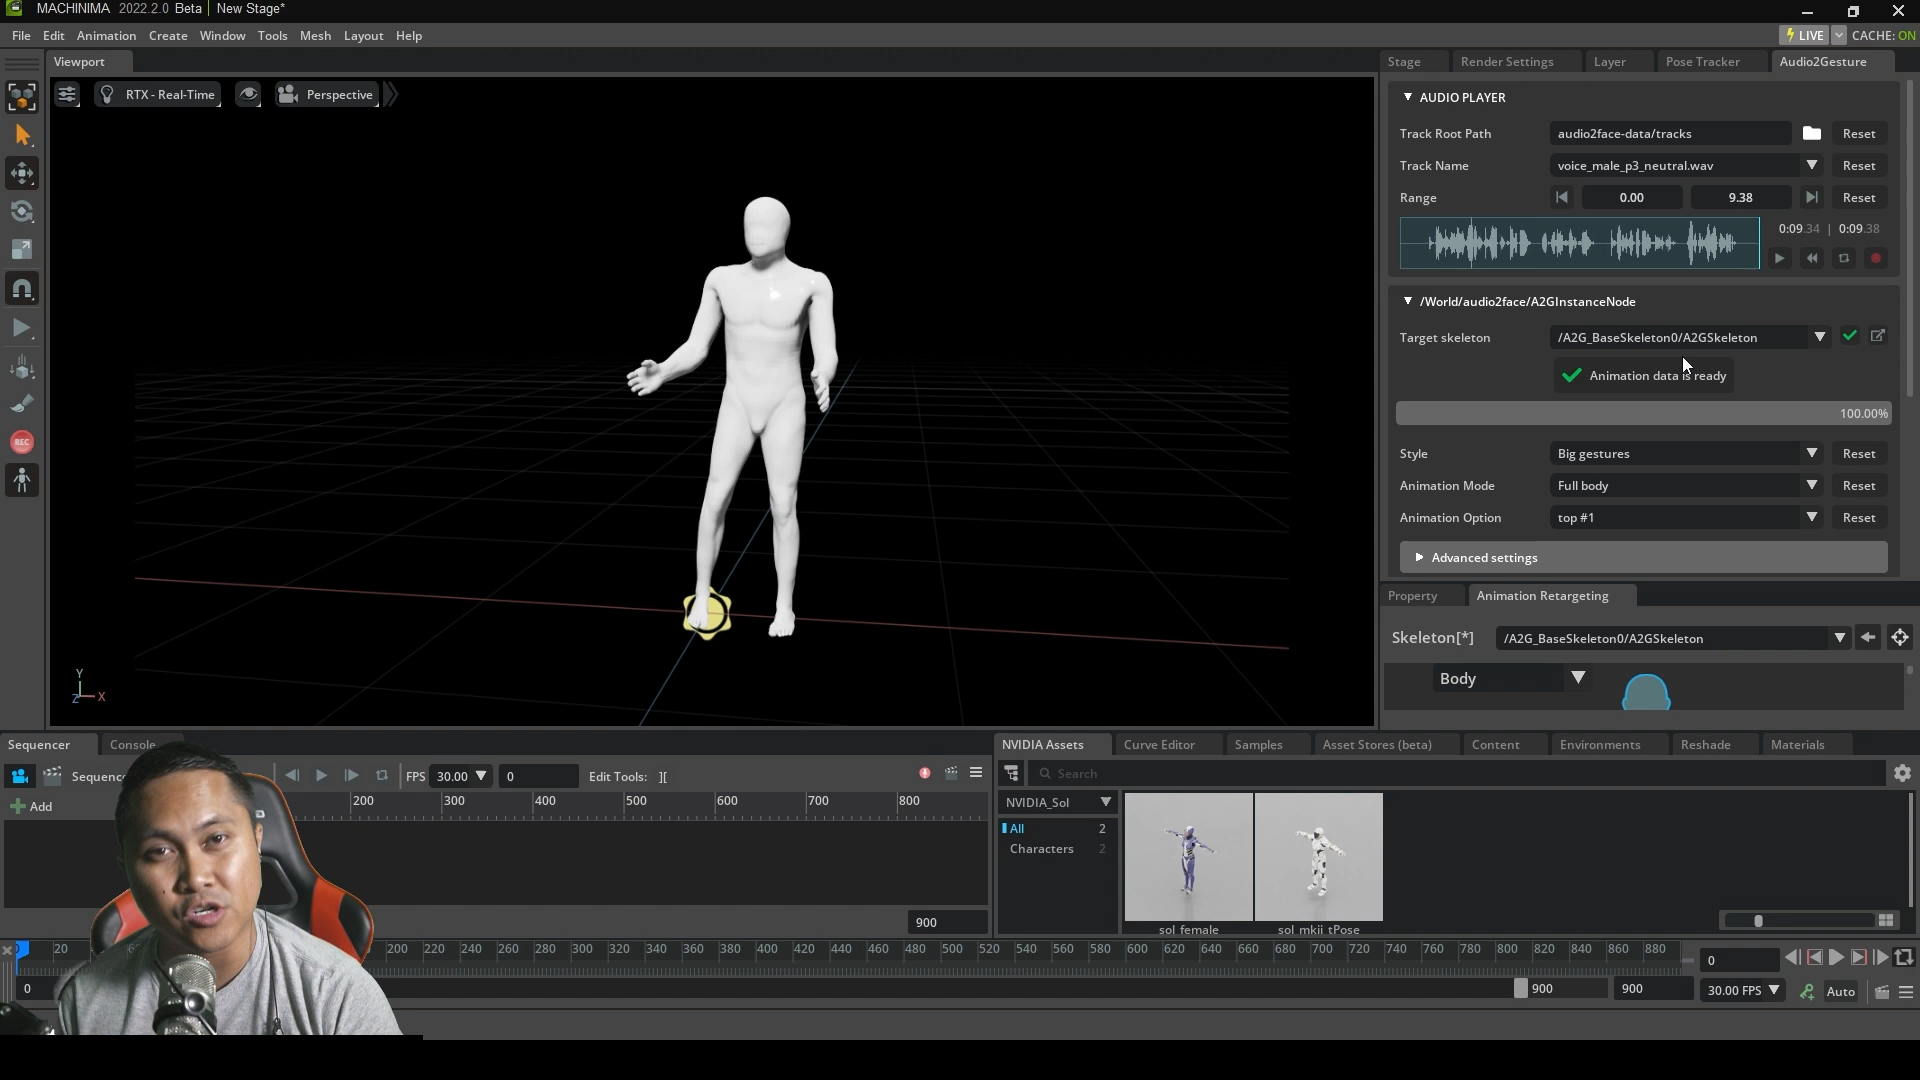 MACHINIMA 2022.2.0 Beta New Stage*
File Edit Animation Create Window Tools Mesh Layout Help
LIVE CACHE: ON
Viewport
RTX - Real-Time
Perspective
REC
Y
Z X
Stage Render Settings Layer Pose Tracker Audio2Gesture
AUDIO PLAYER
Track Root Path audio2face-data/tracks Reset
Track Name voice_male_p3_neutral.wav Reset
Range 0.00 9.38 Reset
0:09.34 | 0:09.38
/World/audio2face/A2GInstanceNode
Target skeleton /A2G_BaseSkeleton0/A2GSkeleton
Animation data is ready
100.00%
Style Big gestures Reset
Animation Mode Full body Reset
Animation Option top #1 Reset
Advanced settings
Property Animation Retargeting
Skeleton[*] /A2G_BaseSkeleton0/A2GSkeleton
Body
Sequencer Console
Sequenc FPS 30.00 0 Edit Tools: ][
Add 200 300 400 500 600 700 800
900
NVIDIA Assets Curve Editor Samples Asset Stores (beta) Content Environments Reshade Materials
Search
NVIDIA_Sol
All 2
Characters 2
sol_female sol_mkii_tPose
20 200 220 240 260 280 300 320 340 360 380 400 420 440 460 480 500 520 540 560 580 600 620 640 660 680 700 720 740 760 780 800 820 840 860 880 0
0 900 900 30.00 FPS Auto